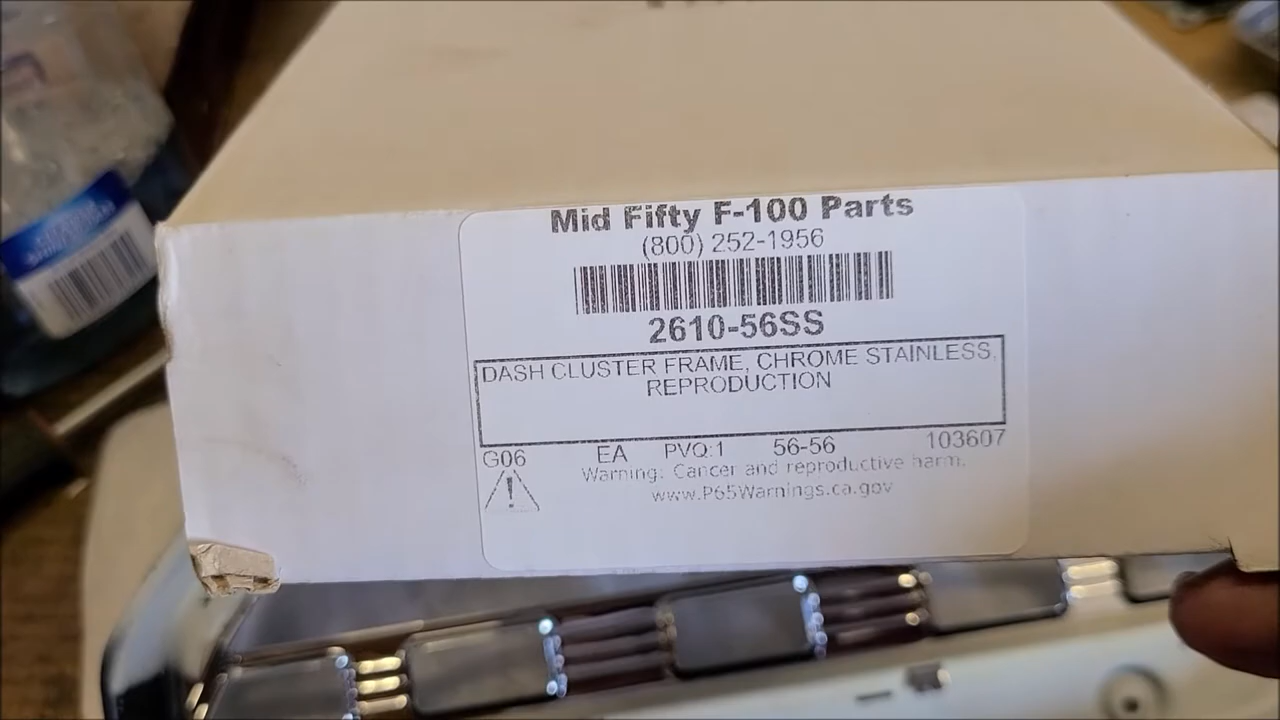 Mid Fifty F-100 Parts
(800) 252-1956
2610-56SS
DASH CLUSTER FRAME, CHROME STAINLESS,
REPRODUCTION
G06 EA PVQ:1 56-56 103607
Warning: Cancer and reproductive harm.
www.P65Warnings.ca.gov